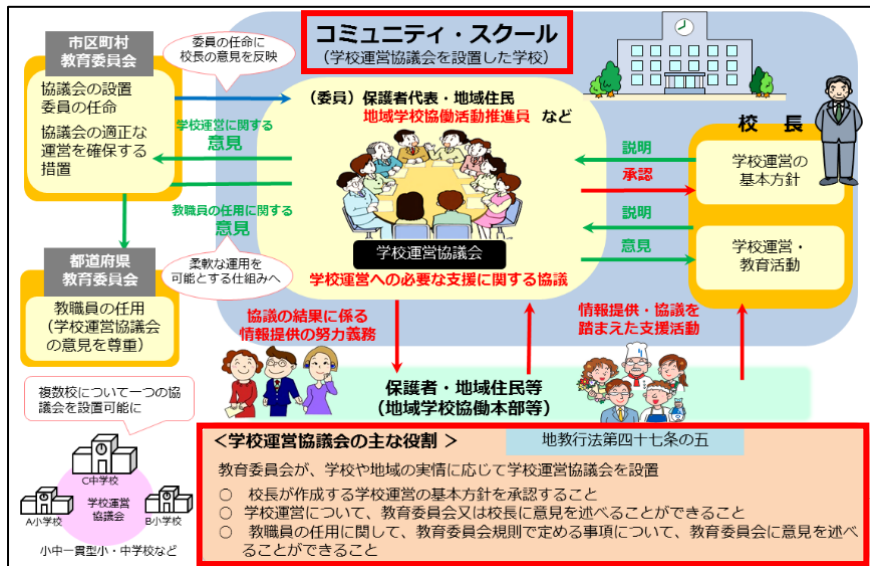 市区町村
教育委員会
協議会の設置
委員の任命
協議会の適正な
運営を確保する
措置
委員の任命に
校長の意見を反映
コミュニティ・スクール
(学校運営協議会を設置した学校)
(委員)保護者代表・地域住民
地域学校協働活動推進員 など
学校運営に関する
意見
教職員の任用に関する
意見
学校運営協議会
学校運営への必要な支援に関する協議
説明
承認
説明
意見
校 長
学校運営の
基本方針
学校運営・
教育活動
都道府県
教育委員会
教職員の任用
(学校運営協議会
の意見を尊重)
柔軟な運用を
可能とする仕組みへ
協議の結果に係る
情報提供の努力義務
情報提供・協議を
踏まえた支援活動
保護者・地域住民等
(地域学校協働本部等)
複数校について一つの協
議会を設置可能に
C中学校
学校運営
協議会
A小学校
B小学校
小中一貫型小・中学校など
<学校運営協議会の主な役割 >
地教行法第四十七条の五
教育委員会が、学校や地域の実情に応じて学校運営協議会を設置
○ 校長が作成する学校運営の基本方針を承認すること
○ 学校運営について、教育委員会又は校長に意見を述べることができること
○ 教職員の任用に関して、教育委員会規則で定める事項について、教育委員会に意見を述べ
ることができること